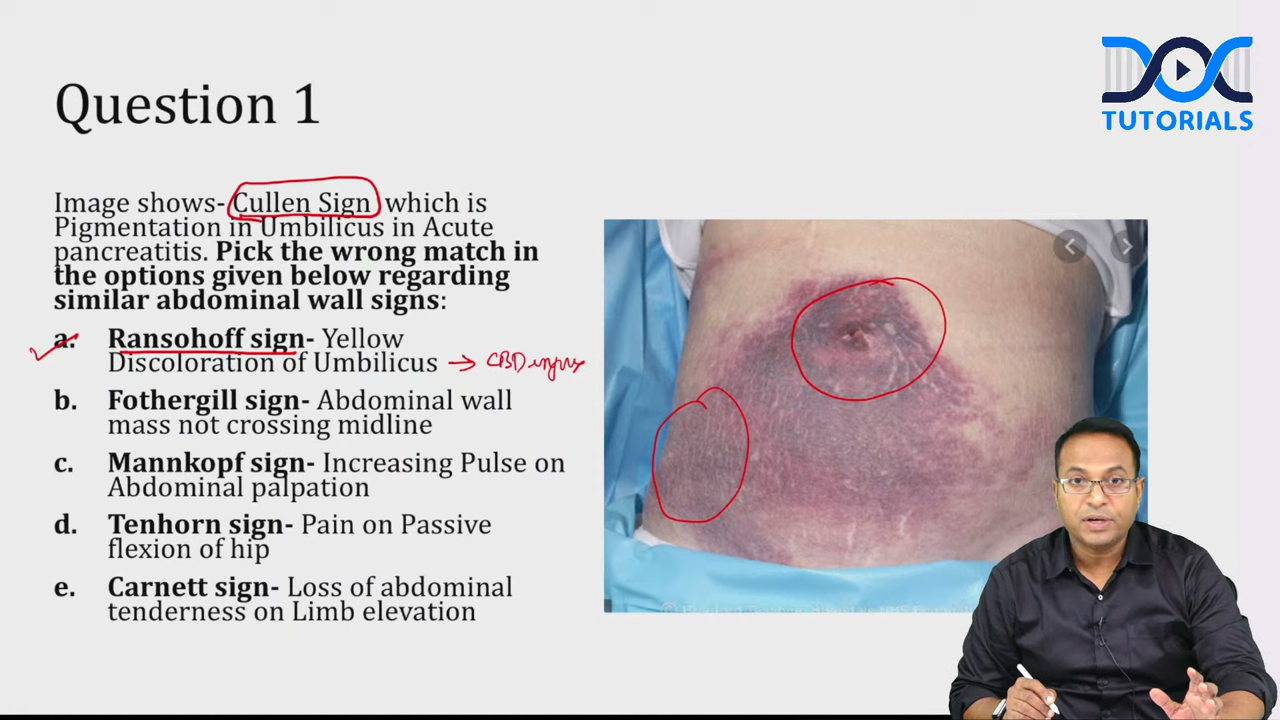 TUTORIALS
Question 1
Image shows- Cullen Sign which is
Pigmentation in Umbilicus in Acute
pancreatitis. Pick the wrong match in
the options given below regarding
similar abdominal wall signs:
a. Ransohoff sign- Yellow
Discoloration of Umbilicus → CBD injury
b. Fothergill sign- Abdominal wall
mass not crossing midline
c. Mannkopf sign- Increasing Pulse on
Abdominal palpation
d. Tenhorn sign- Pain on Passive
flexion of hip
e. Carnett sign- Loss of abdominal
tenderness on Limb elevation